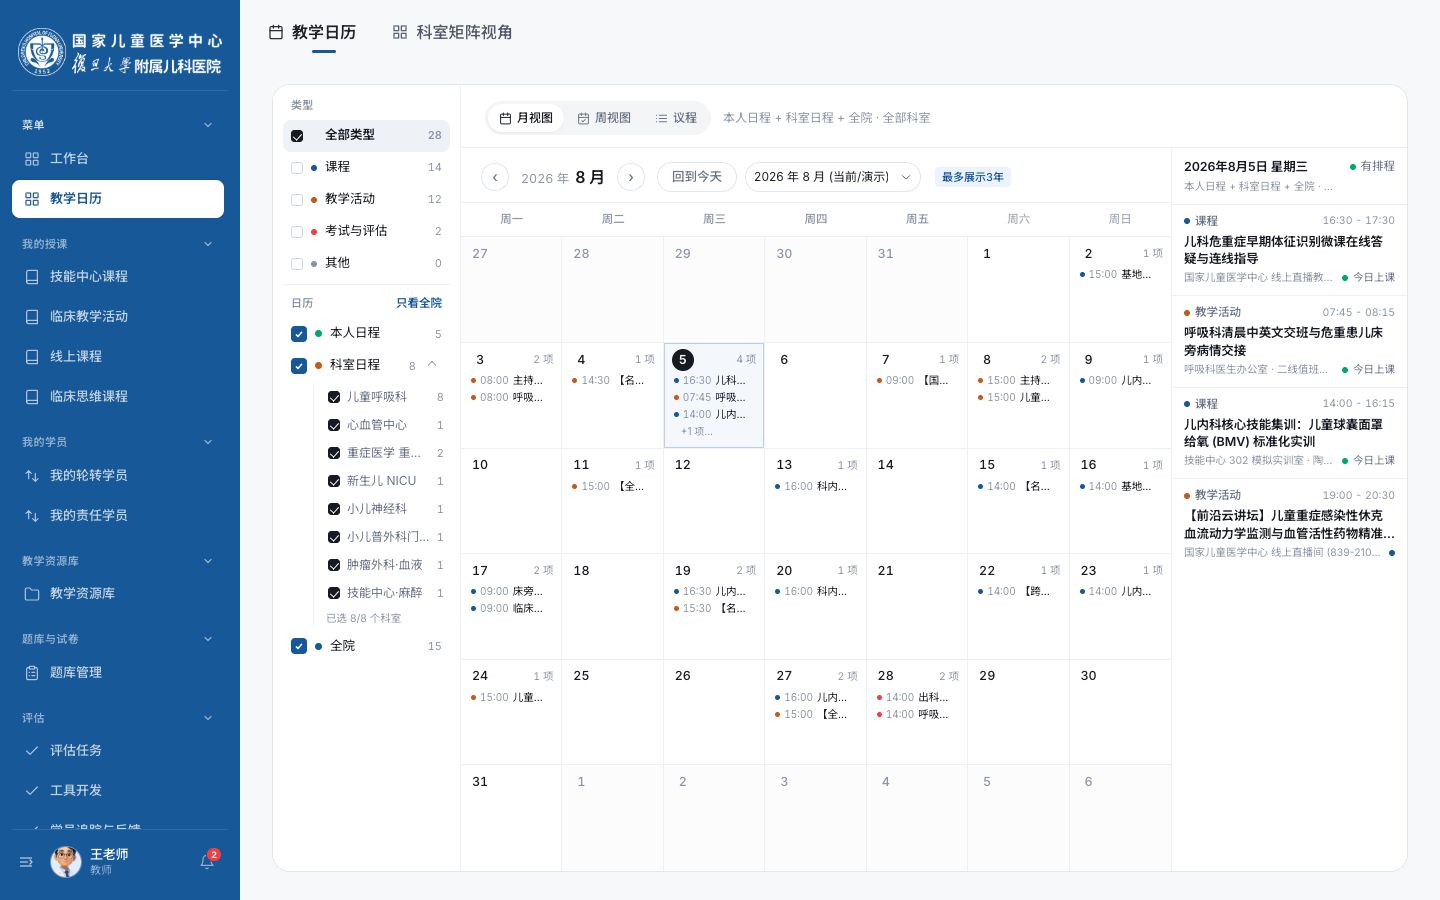 国家儿童医学中心
復旦大学附属儿科医院
1952
菜单
工作台
教学日历
我的授课
技能中心课程
临床教学活动
线上课程
临床思维课程
我的学员
我的轮转学员
我的责任学员
教学资源库
教学资源库
题库与试卷
题库管理
评估
评估任务
工具开发
王老师
教师
2
教学日历
科室矩阵视角
类型
全部类型 28
课程 14
教学活动 12
考试与评估 2
其他 0
日历 只看全院
本人日程 5
科室日程 8
儿童呼吸科 8
心血管中心 1
重症医学 重... 2
新生儿 NICU 1
小儿神经科 1
小儿普外科门... 1
肿瘤外科·血液 1
技能中心·麻醉 1
已选 8/8 个科室
全院 15
月视图 周视图 议程 本人日程 + 科室日程 + 全院 · 全部科室
2026 年 8 月 回到今天 2026 年 8 月 (当前/演示) 最多展示3年
周一 周二 周三 周四 周五 周六 周日
27 28 29 30 31 1 2 1 项
15:00 基地...
3 2 项 4 1 项 5 4 项 6 7 1 项 8 2 项 9 1 项
08:00 主持... 14:30 【名... 16:30 儿科... 09:00 【国... 15:00 主持... 09:00 儿内...
08:00 呼吸... 07:45 呼吸... 15:00 儿童...
14:00 儿内...
+1 项...
10 11 1 项 12 13 1 项 14 15 1 项 16 1 项
15:00 【全... 16:00 科内... 14:00 【名... 14:00 基地...
17 2 项 18 19 2 项 20 1 项 21 22 1 项 23 1 项
09:00 床旁... 16:30 儿内... 16:00 科内... 14:00 【跨... 14:00 儿内...
09:00 临床... 15:30 【名...
24 1 项 25 26 27 2 项 28 2 项 29 30
15:00 儿童... 16:00 儿内... 14:00 出科...
15:00 【全... 14:00 呼吸...
31 1 2 3 4 5 6
2026年8月5日 星期三 有排程
本人日程 + 科室日程 + 全院 · ...
课程 16:30 - 17:30
儿科危重症早期体征识别微课在线答
疑与连线指导
国家儿童医学中心 线上直播教... 今日上课
教学活动 07:45 - 08:15
呼吸科清晨中英文交班与危重患儿床
旁病情交接
呼吸科医生办公室 · 二线值班... 今日上课
课程 14:00 - 16:15
儿内科核心技能集训：儿童球囊面罩
给氧 (BMV) 标准化实训
技能中心 302 模拟实训室 · 陶... 今日上课
教学活动 19:00 - 20:30
【前沿云讲坛】儿童重症感染性休克
血流动力学监测与血管活性药物精准...
国家儿童医学中心 线上直播间 (839-210...